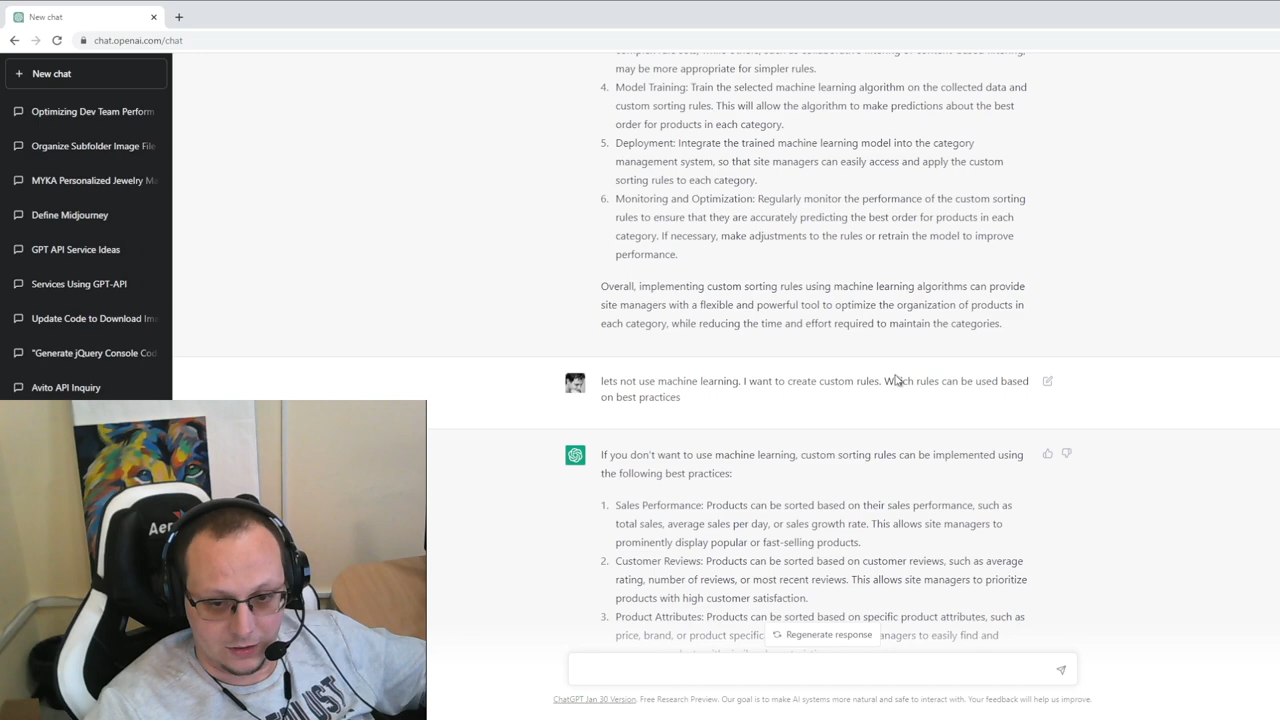 New chat
chat.openai.com/chat
New chat
Optimizing Dev Team Perform
Organize Subfolder Image File
MYKA Personalized Jewelry Ma
Define Midjourney
GPT API Service Ideas
Services Using GPT-API
Update Code to Download Ima
"Generate jQuery Console Cod
Avito API Inquiry
may be more appropriate for simpler rules.
4. Model Training: Train the selected machine learning algorithm on the collected data and
custom sorting rules. This will allow the algorithm to make predictions about the best
order for products in each category.
5. Deployment: Integrate the trained machine learning model into the category
management system, so that site managers can easily access and apply the custom
sorting rules to each category.
6. Monitoring and Optimization: Regularly monitor the performance of the custom sorting
rules to ensure that they are accurately predicting the best order for products in each
category. If necessary, make adjustments to the rules or retrain the model to improve
performance.
Overall, implementing custom sorting rules using machine learning algorithms can provide
site managers with a flexible and powerful tool to optimize the organization of products in
each category, while reducing the time and effort required to maintain the categories.
lets not use machine learning. I want to create custom rules. Which rules can be used based
on best practices
If you don't want to use machine learning, custom sorting rules can be implemented using
the following best practices:
1. Sales Performance: Products can be sorted based on their sales performance, such as
total sales, average sales per day, or sales growth rate. This allows site managers to
prominently display popular or fast-selling products.
2. Customer Reviews: Products can be sorted based on customer reviews, such as average
rating, number of reviews, or most recent reviews. This allows site managers to prioritize
products with high customer satisfaction.
3. Product Attributes: Products can be sorted based on specific product attributes, such as
price, brand, or product specific
anagers to easily find and
Regenerate response
ChatGPT Jan 30 Version. Free Research Preview. Our goal is to make AI systems more natural and safe to interact with. Your feedback will help us improve.
Aer